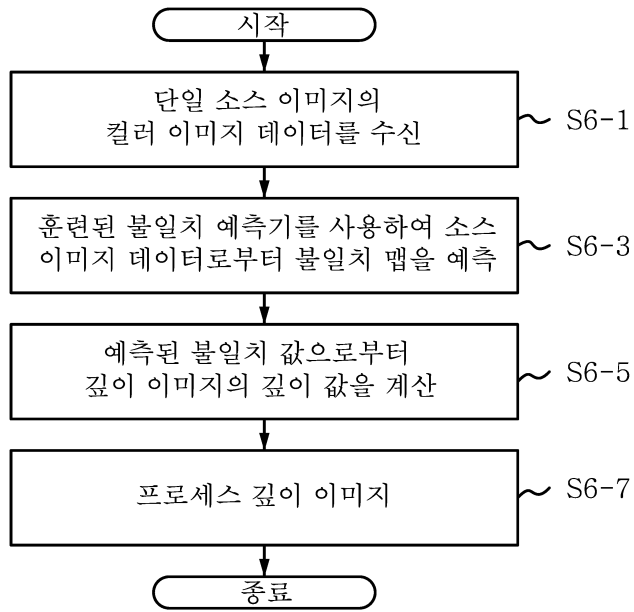 시작
단일 소스 이미지의
컬러 이미지 데이터를 수신
S6-1
훈련된 불일치 예측기를 사용하여 소스
이미지 데이터로부터 불일치 맵을 예측
S6-3
예측된 불일치 값으로부터
깊이 이미지의 깊이 값을 계산
S6-5
프로세스 깊이 이미지
S6-7
종료